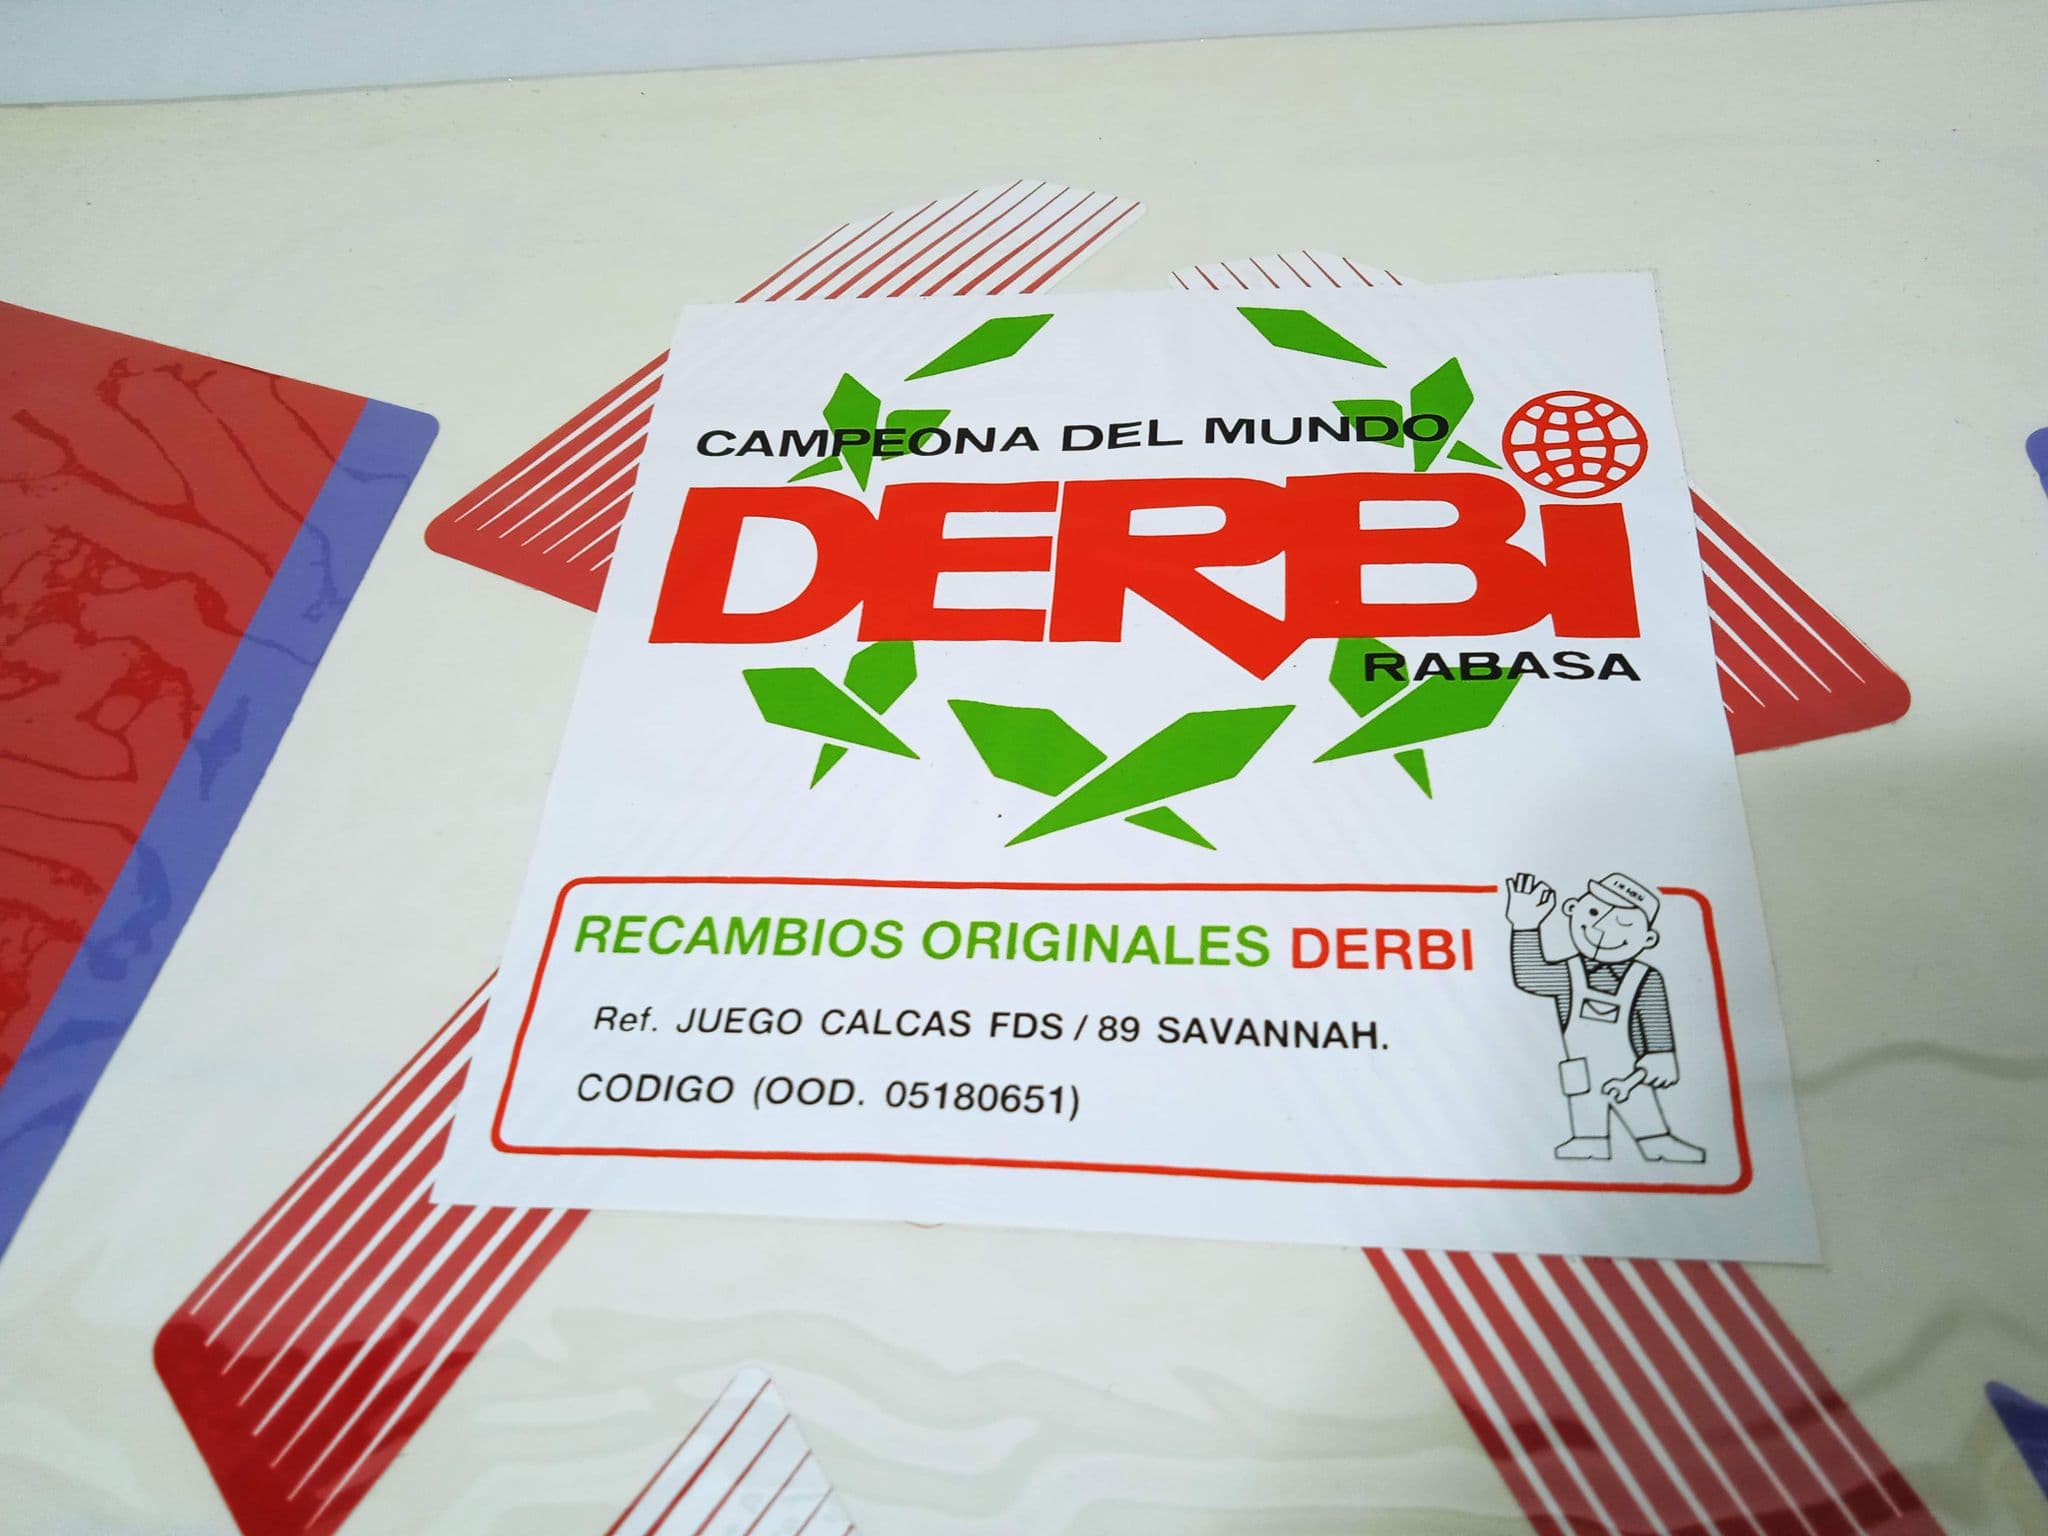 CAMPEONA DEL MUNDO
DERBi
RABASA
RECAMBIOS ORIGINALES DERBI
Ref. JUEGO CALCAS FDS / 89 SAVANNAH.
CODIGO (OOD. 05180651)